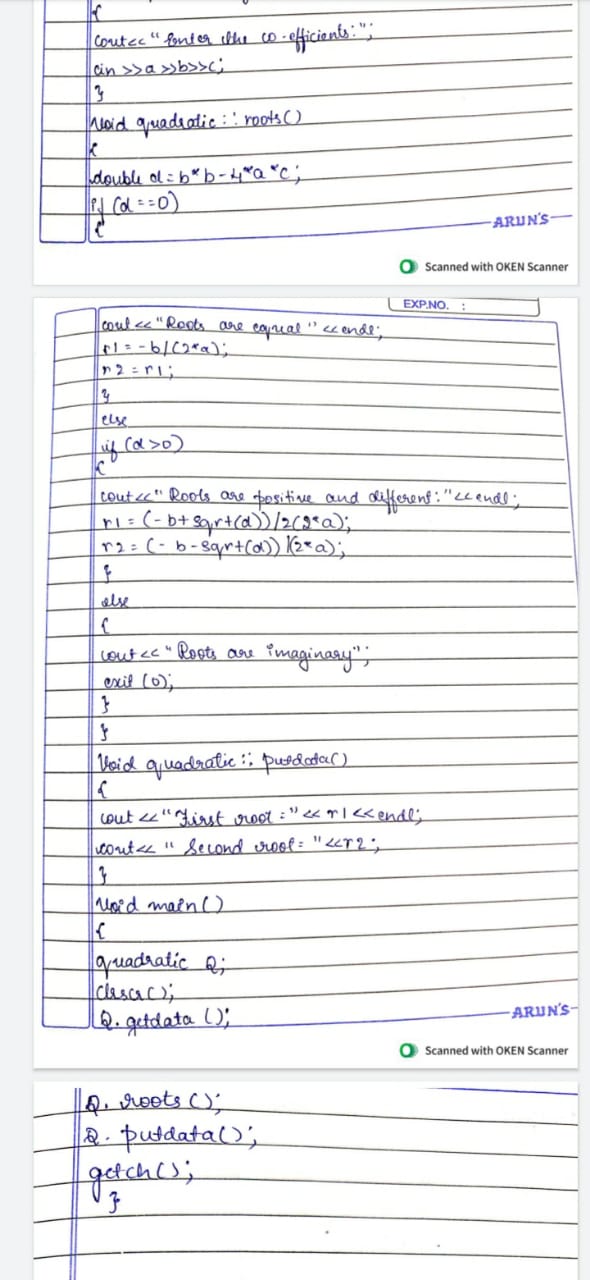 {
cout<<"Enter the co-efficients:";
cin >>a >>b>>c;
}
Void quadratic :: roots()
{
double d = b*b-4*a*c;
if (d==0)
{
ARUN'S
Scanned with OKEN Scanner
EXP.NO. :
cout << "Roots are equal" << endl;
r1 = -b/(2*a);
r2 = r1;
}
else
if (d>0)
{
cout<<"Roots are positive and different:"<<endl;
r1 = (-b+sqrt(d))/2(2*a);
r2 = (-b-sqrt(d))/(2*a);
}
else
{
cout<<"Roots are imaginary";
exit (0);
}
}
Void quadratic :: putdata()
{
cout <<"First root ="<< r1 <<endl;
cout<< "Second root= "<<r2;
}
Void main()
{
quadratic Q;
clrscr();
Q. getdata ();
ARUN'S
Scanned with OKEN Scanner
Q. roots ();
Q. putdata();
getch();
}